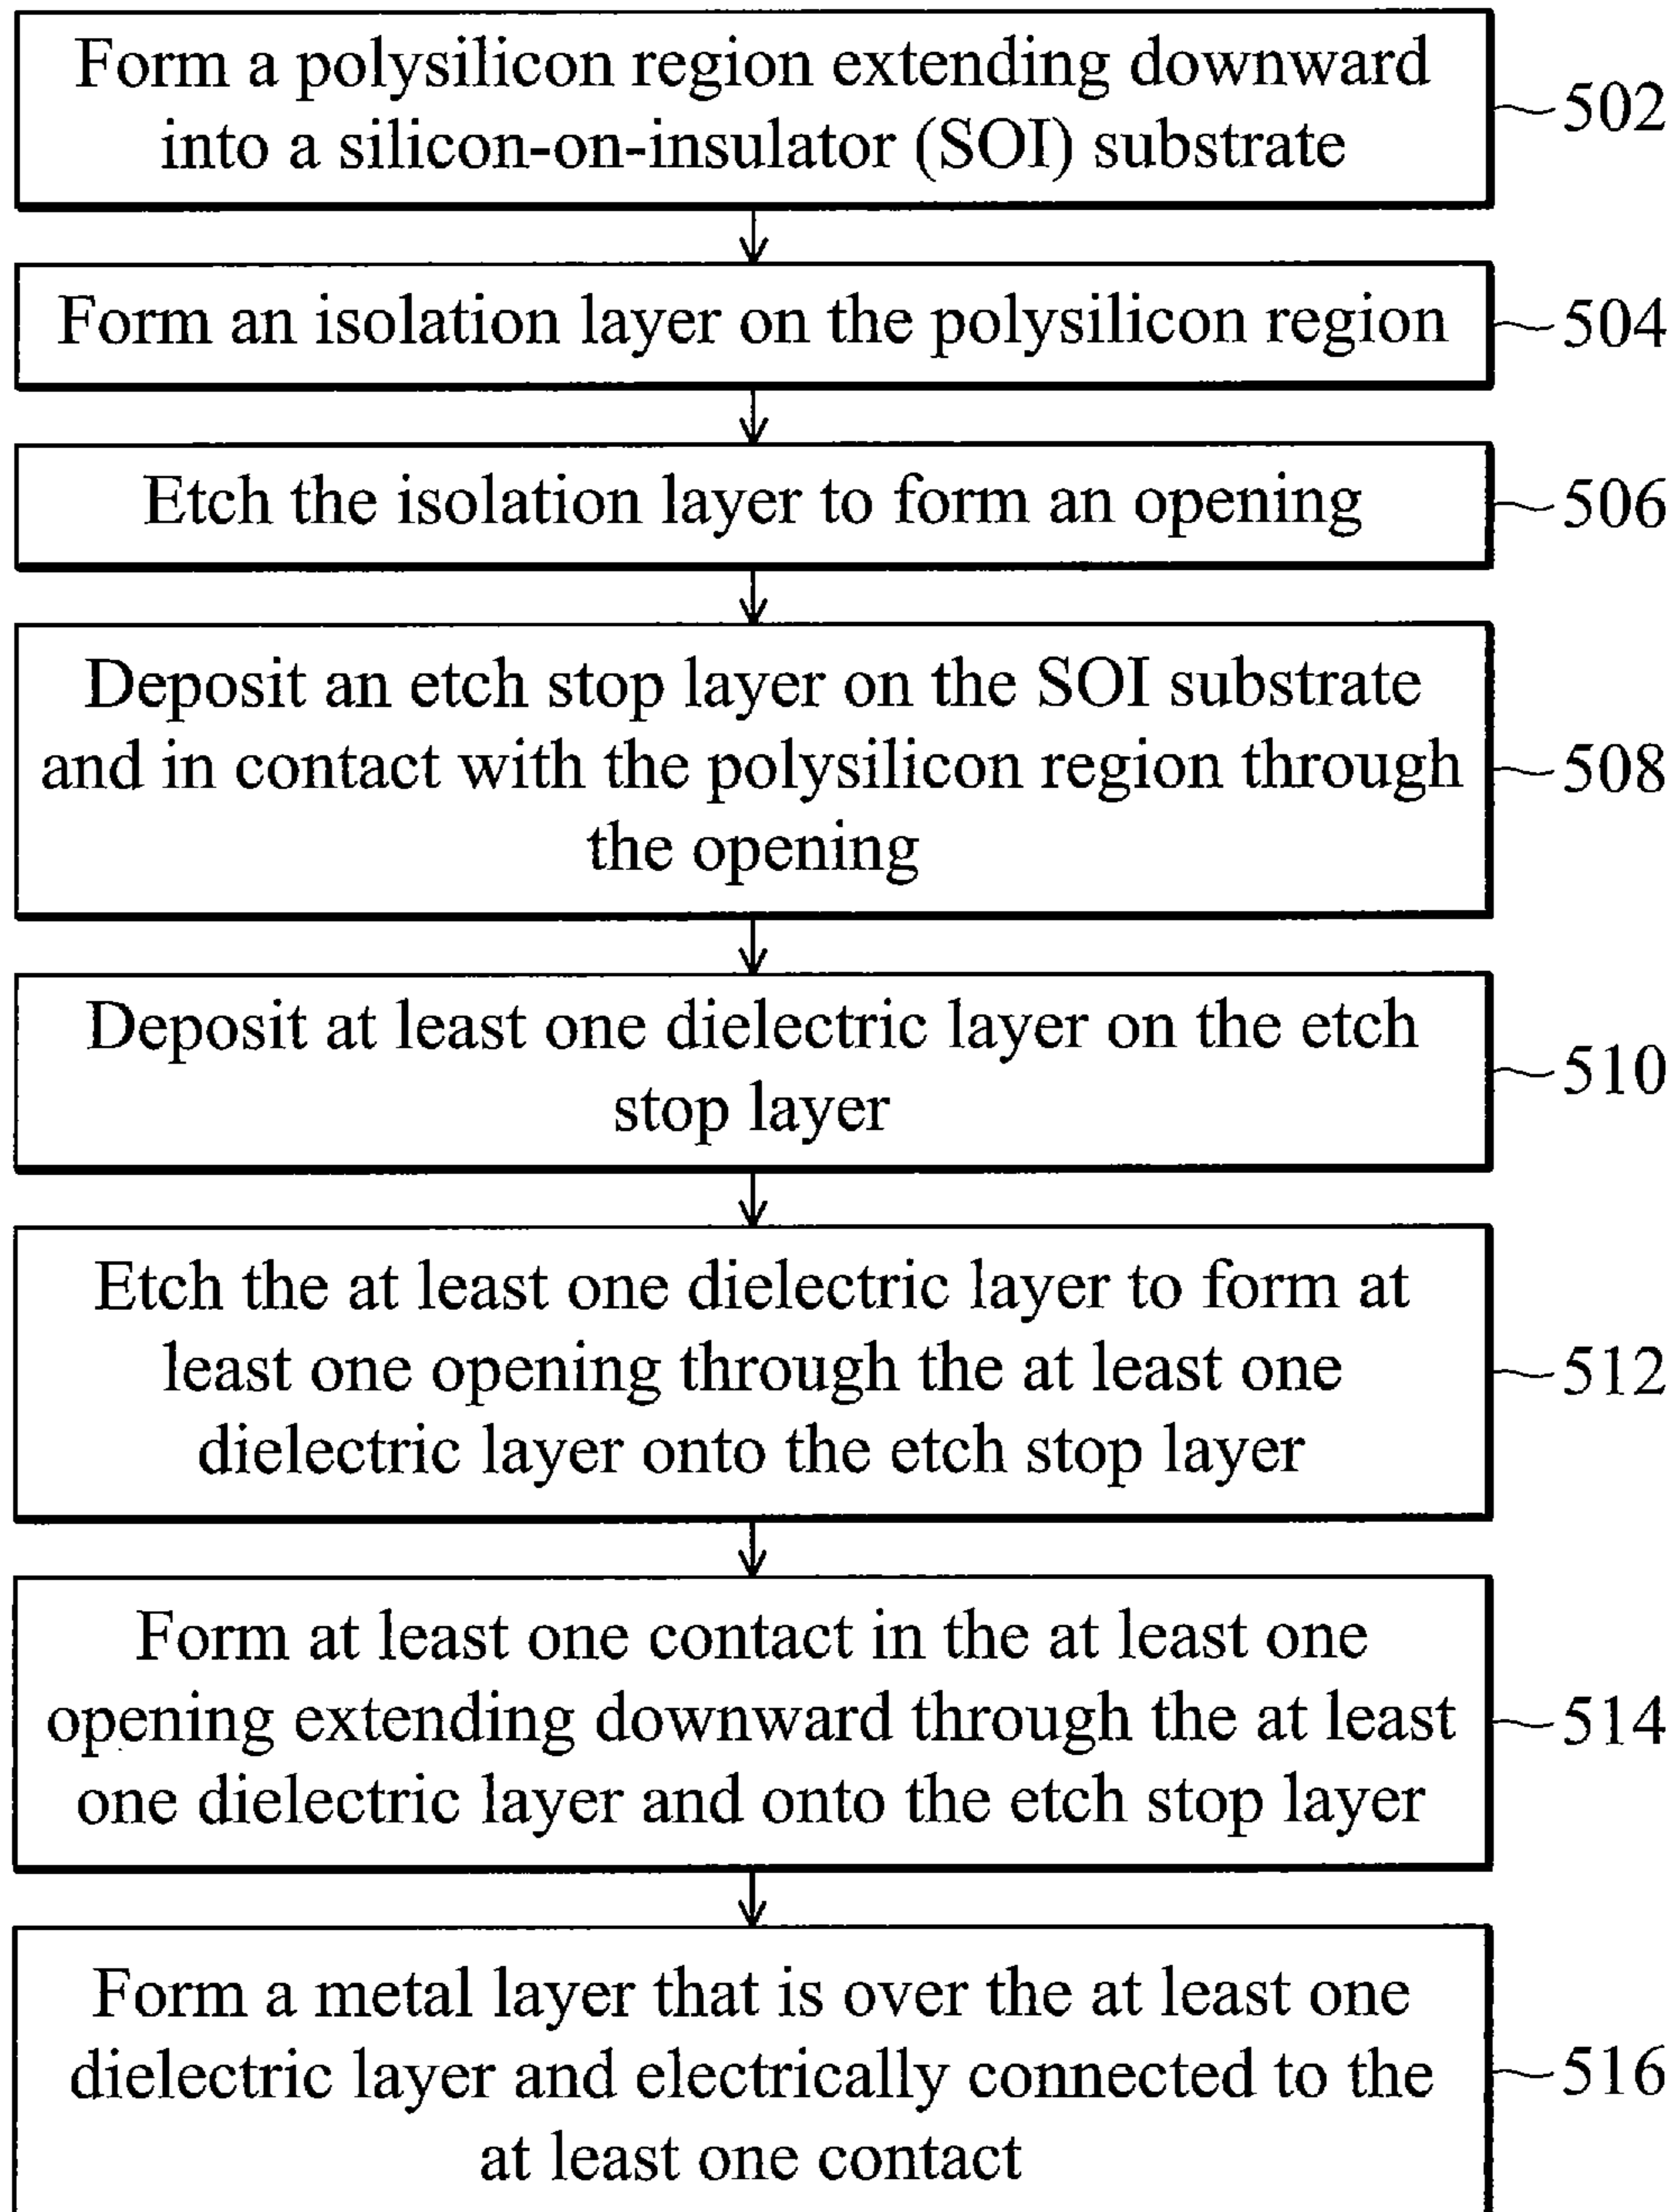 Form a polysilicon region extending downward
into a silicon-on-insulator (SOI) substrate
502
Form an isolation layer on the polysilicon region
504
Etch the isolation layer to form an opening
506
Deposit an etch stop layer on the SOI substrate
and in contact with the polysilicon region through
the opening
508
Deposit at least one dielectric layer on the etch
stop layer
510
Etch the at least one dielectric layer to form at
least one opening through the at least one
dielectric layer onto the etch stop layer
512
Form at least one contact in the at least one
opening extending downward through the at least
one dielectric layer and onto the etch stop layer
514
Form a metal layer that is over the at least one
dielectric layer and electrically connected to the
at least one contact
516